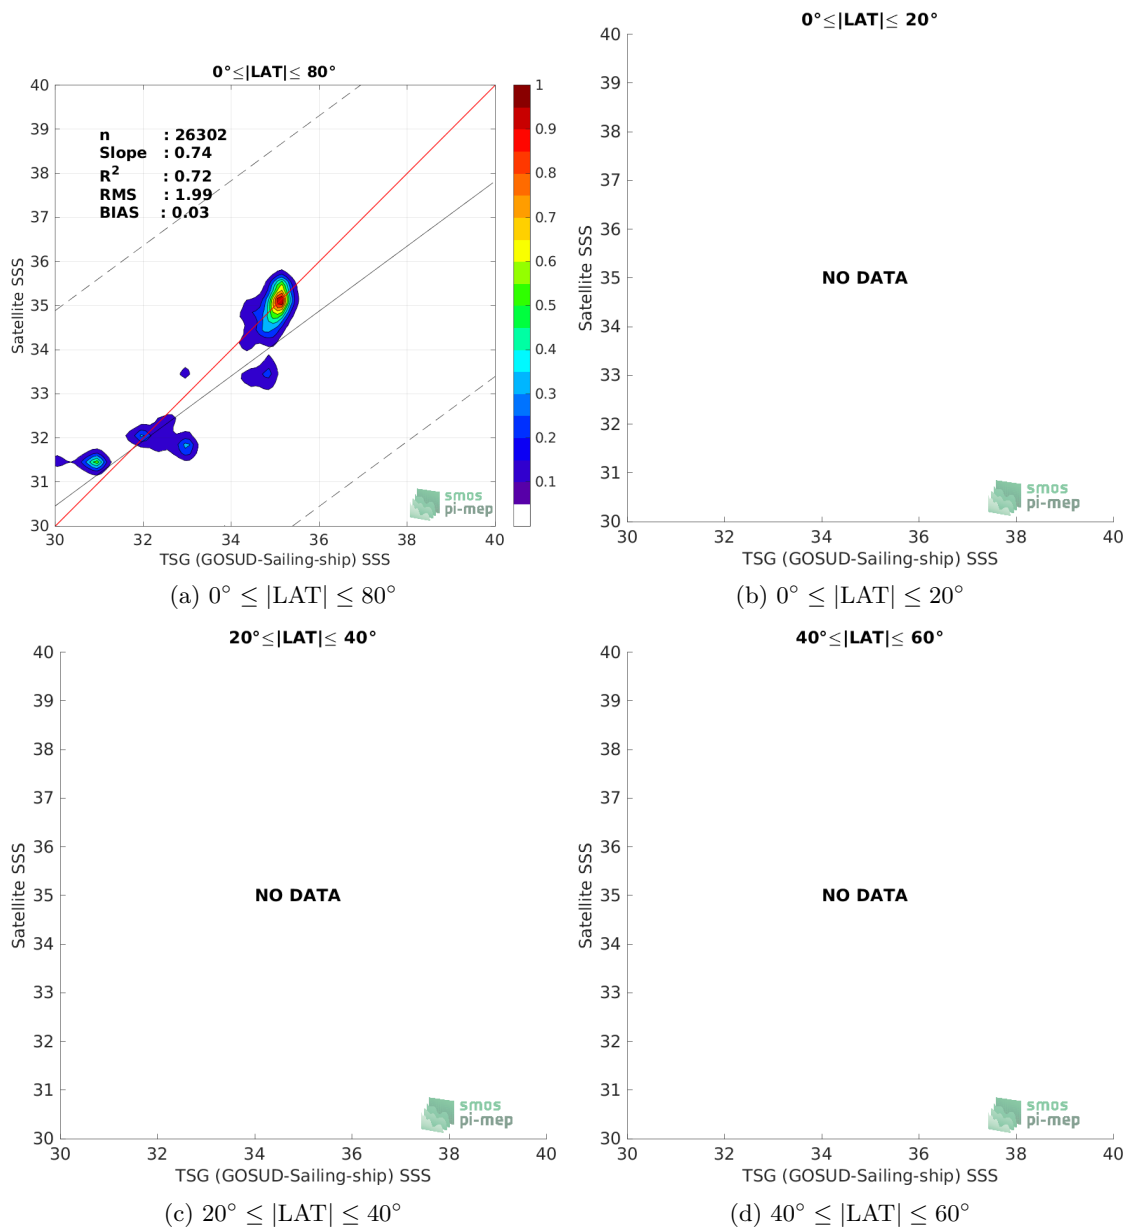 0°≤|LAT|≤ 80°
40
39
38
37
36
35
34
33
32
31
30
Satellite SSS
n : 26302
Slope : 0.74
R² : 0.72
RMS : 1.99
BIAS : 0.03
1
0.9
0.8
0.7
0.6
0.5
0.4
0.3
0.2
0.1
smos
pi-mep
30 32 34 36 38 40
TSG (GOSUD-Sailing-ship) SSS
(a) 0° ≤ |LAT| ≤ 80°
0°≤|LAT|≤ 20°
40
39
38
37
36
35
34
33
32
31
30
Satellite SSS
NO DATA
smos
pi-mep
30 32 34 36 38 40
TSG (GOSUD-Sailing-ship) SSS
(b) 0° ≤ |LAT| ≤ 20°
20°≤|LAT|≤ 40°
40
39
38
37
36
35
34
33
32
31
30
Satellite SSS
NO DATA
smos
pi-mep
30 32 34 36 38 40
TSG (GOSUD-Sailing-ship) SSS
(c) 20° ≤ |LAT| ≤ 40°
40°≤|LAT|≤ 60°
40
39
38
37
36
35
34
33
32
31
30
Satellite SSS
NO DATA
smos
pi-mep
30 32 34 36 38 40
TSG (GOSUD-Sailing-ship) SSS
(d) 40° ≤ |LAT| ≤ 60°